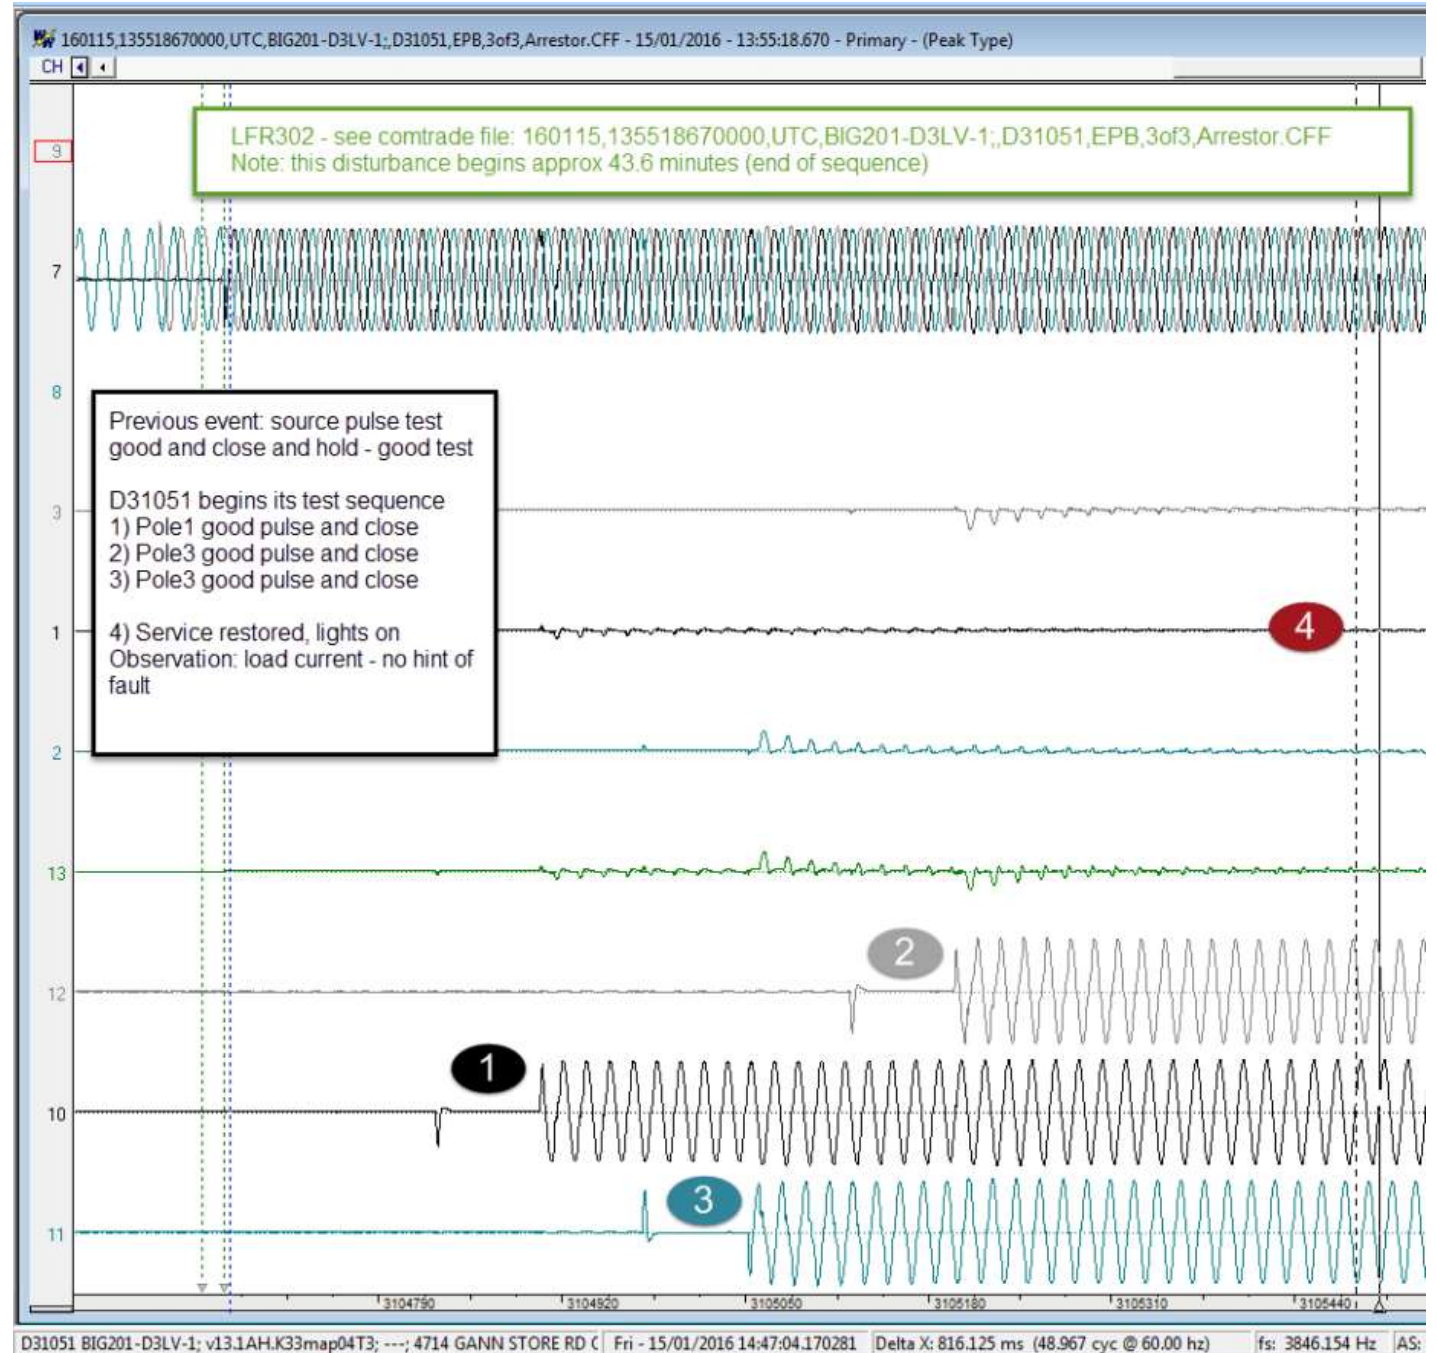 160115,135518670000,UTC,BIG201-D3LV-1;,D31051,EPB,3of3,Arrestor.CFF - 15/01/2016 - 13:55:18.670 - Primary - (Peak Type)
CH
LFR302 - see comtrade file: 160115,135518670000,UTC,BIG201-D3LV-1;,D31051,EPB,3of3,Arrestor.CFF
Note: this disturbance begins approx 43.6 minutes (end of sequence)
9
7
8
Previous event: source pulse test
good and close and hold - good test
D31051 begins its test sequence
1) Pole1 good pulse and close
2) Pole3 good pulse and close
3) Pole3 good pulse and close
4) Service restored, lights on
Observation: load current - no hint of
fault
3
1
4
2
13
2
12
1
10
3
11
3104790 3104920 3105050 3105180 3105310 3105440
D31051 BIG201-D3LV-1; v13.1AH.K33map04T3; ---; 4714 GANN STORE RD Fri - 15/01/2016 14:47:04.170281 Delta X: 816.125 ms (48.967 cyc @ 60.00 hz) fs: 3846.154 Hz AS: